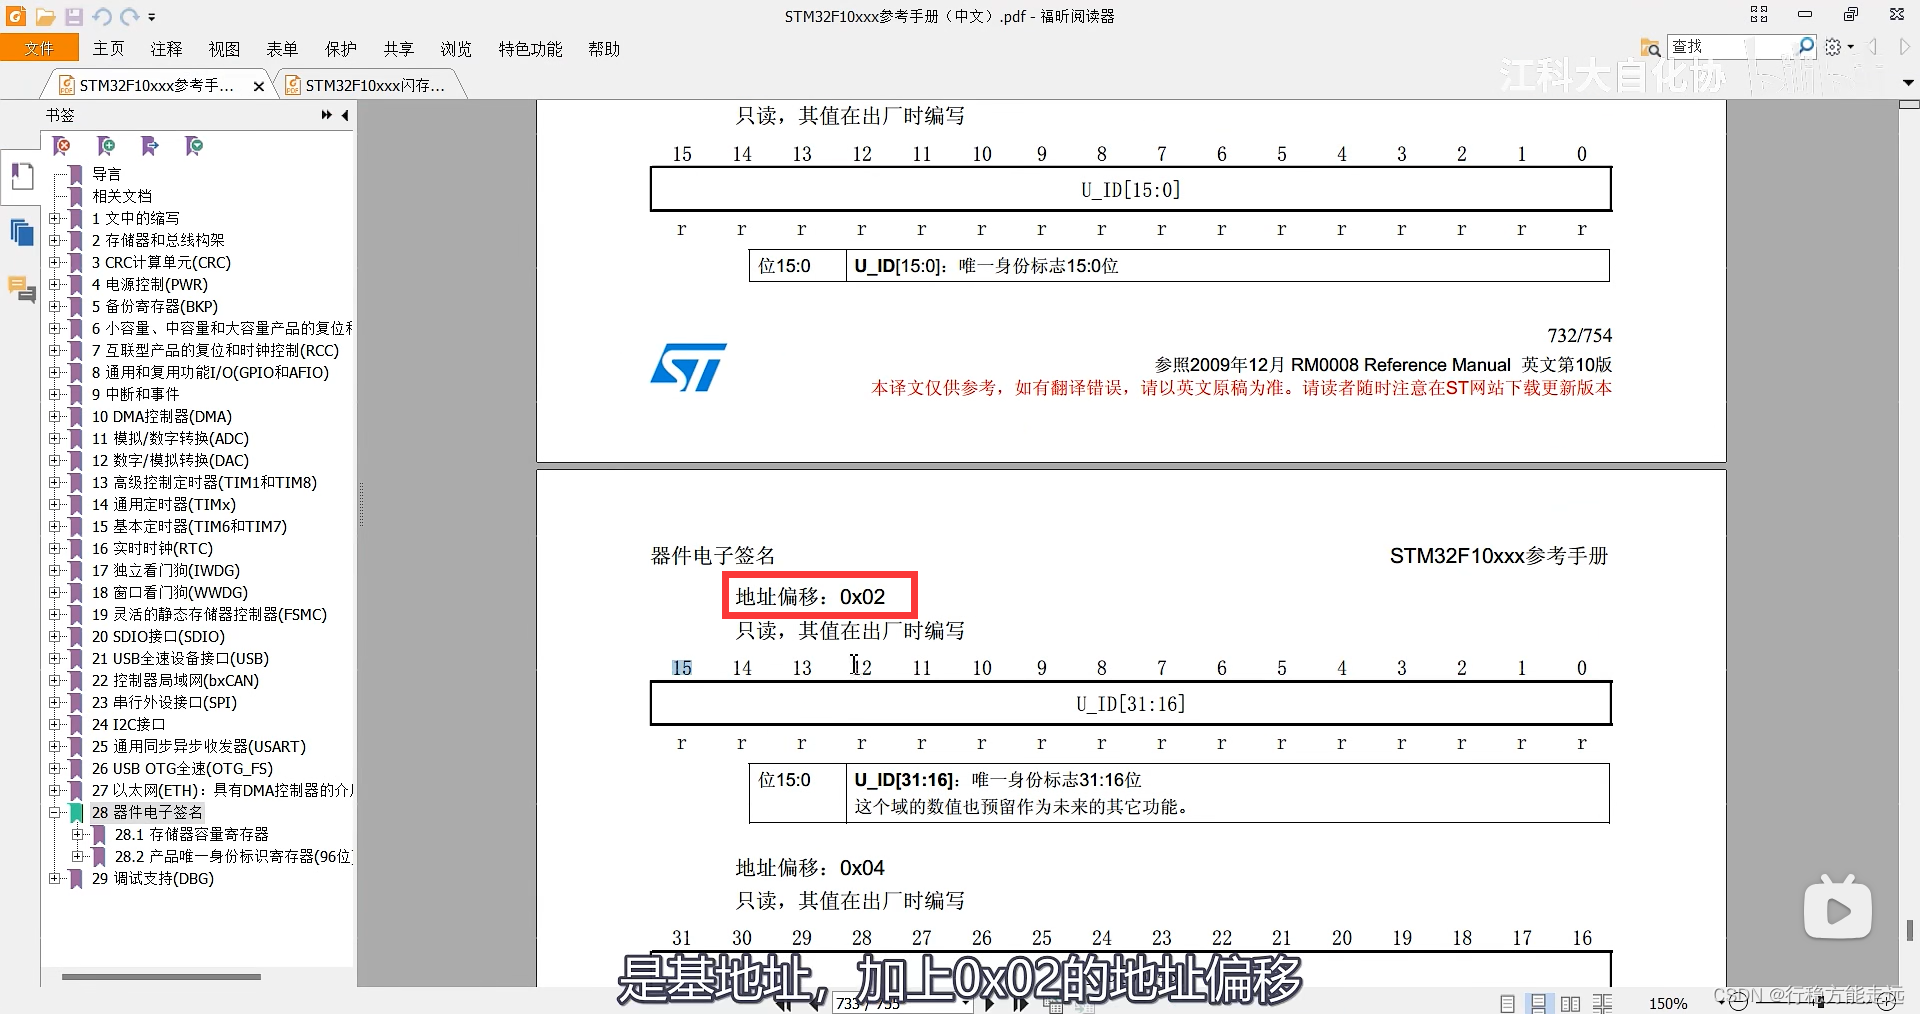 STM32F10xxx参考手册（中文）.pdf - 福昕阅读器
文件 主页 注释 视图 表单 保护 共享 浏览 特色功能 帮助
查找
江科大自化协
STM32F10xxx参考手... STM32F10xxx闪存...
书签
导言
相关文档
1 文中的缩写
2 存储器和总线构架
3 CRC计算单元(CRC)
4 电源控制(PWR)
5 备份寄存器(BKP)
6 小容量、中容量和大容量产品的复位和
7 互联型产品的复位和时钟控制(RCC)
8 通用和复用功能I/O(GPIO和AFIO)
9 中断和事件
10 DMA控制器(DMA)
11 模拟/数字转换(ADC)
12 数字/模拟转换(DAC)
13 高级控制定时器(TIM1和TIM8)
14 通用定时器(TIMx)
15 基本定时器(TIM6和TIM7)
16 实时时钟(RTC)
17 独立看门狗(IWDG)
18 窗口看门狗(WWDG)
19 灵活的静态存储器控制器(FSMC)
20 SDIO接口(SDIO)
21 USB全速设备接口(USB)
22 控制器局域网(bxCAN)
23 串行外设接口(SPI)
24 I2C接口
25 通用同步异步收发器(USART)
26 USB OTG全速(OTG_FS)
27 以太网(ETH)：具有DMA控制器的介
28 器件电子签名
28.1 存储器容量寄存器
28.2 产品唯一身份标识寄存器(96位)
29 调试支持(DBG)
只读，其值在出厂时编写
15 14 13 12 11 10 9 8 7 6 5 4 3 2 1 0
U_ID[15:0]
r r r r r r r r r r r r r r r r
位15:0 U_ID[15:0]：唯一身份标志15:0位
732/754
参照2009年12月 RM0008 Reference Manual 英文第10版
ST
本译文仅供参考，如有翻译错误，请以英文原稿为准。请读者随时注意在ST网站下载更新版本
器件电子签名 STM32F10xxx参考手册
地址偏移：0x02
只读，其值在出厂时编写
15 14 13 12 11 10 9 8 7 6 5 4 3 2 1 0
U_ID[31:16]
r r r r r r r r r r r r r r r r
位15:0 U_ID[31:16]：唯一身份标志31:16位
这个域的数值也预留作为未来的其它功能。
地址偏移：0x04
只读，其值在出厂时编写
31 30 29 28 27 26 25 24 23 22 21 20 19 18 17 16
是基地址，加上0x02的地址偏移
733 / 755
150%
CSDN @行稳方能走远